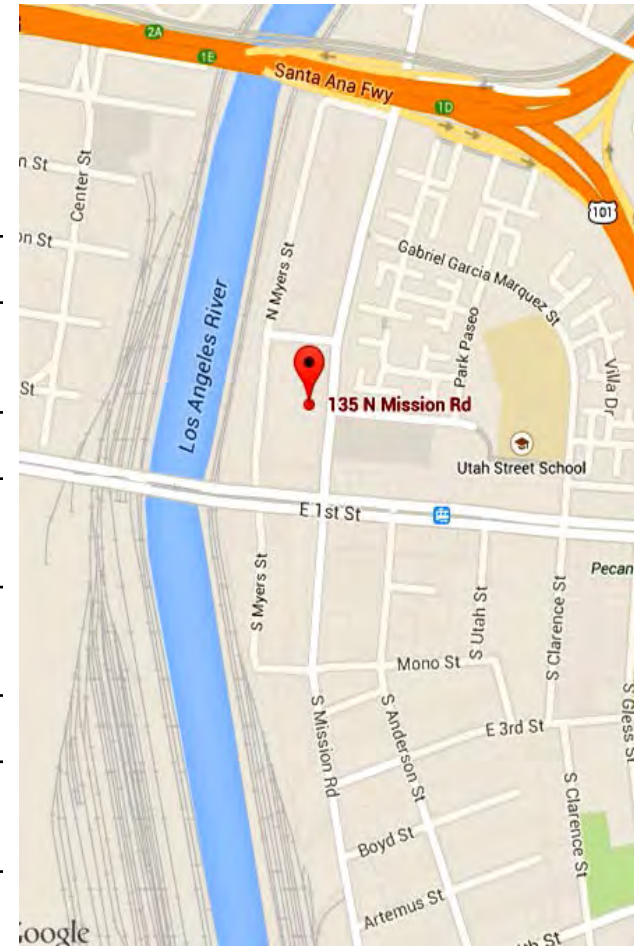 2A
1E
Santa Ana Fwy
1D
n St
Center St
101
on St
N Myers St
Gabriel Garcia Marquez St
Los Angeles River
Park Paseo
Villa Dr
St
135 N Mission Rd
Utah Street School
E 1st St
Pecan
S Myers St
S Utah St
S Clarence St
Mono St
S Gless St
S Mission Rd
S Anderson St
E 3rd St
S Clarence St
Boyd St
Artemus St
th St
oogle